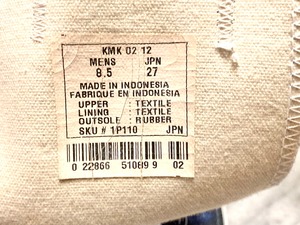 KMK 02 12
MENS JPN
8.5 27
MADE IN INDONESIA
FABRIQUE EN INDONESIA
UPPER : TEXTILE
LINING : TEXTILE
OUTSOLE : RUBBER
SKU # 1P110 JPN
0 22866 51089 9 02